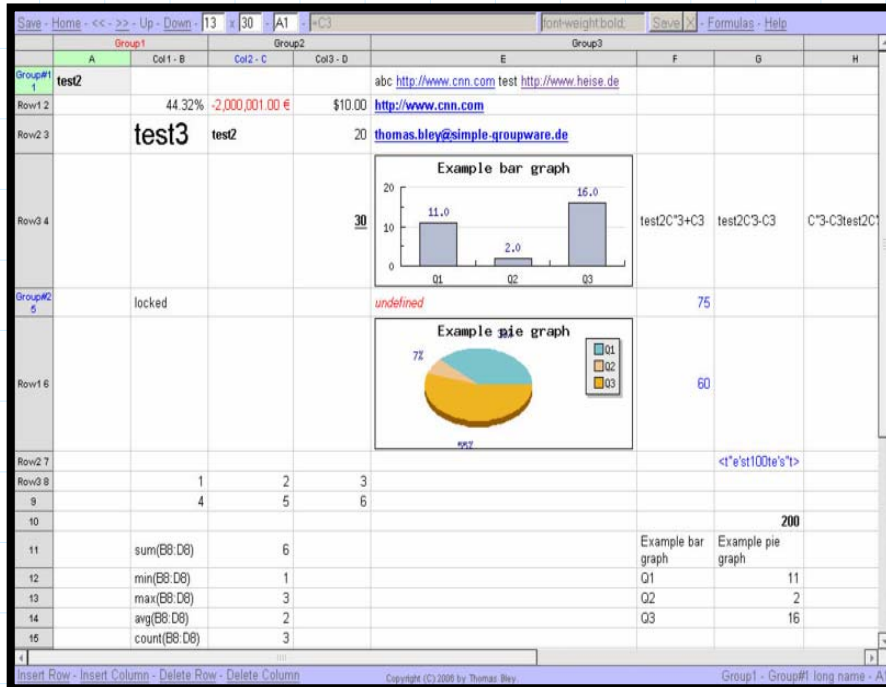 Save - Home - << - >> - Up - Down - 13 x 30 - A1 - =C3 font-weight:bold; Save X - Formulas - Help
Group1 Group2 Group3
A Col1 - B Col2 - C Col3 - D E F G H
Group#1 1 test2 abc http://www.cnn.com test http://www.heise.de
Row1 2 44.32% -2,000,001.00 € $10.00 http://www.cnn.com
Row2 3 test3 test2 20 thomas.bley@simple-groupware.de
Example bar graph
20
16.0
11.0
Row3 4 30 10 test2C"3+C3 test2C'3-C3 C"3-C3test2C"
2.0
0
Q1 Q2 Q3
Group#2 5 locked undefined 75
Example pie graph
7%
Q1
Q2
Q3
Row1 6 60
55%
Row2 7 <t"e'st100te's"t>
Row3 8 1 2 3
9 4 5 6
10 200
11 sum(B8:D8) 6 Example bar graph Example pie graph
12 min(B8:D8) 1 Q1 11
13 max(B8:D8) 3 Q2 2
14 avg(B8:D8) 2 Q3 16
15 count(B8:D8) 3
Insert Row - Insert Column - Delete Row - Delete Column Copyright (C) 2006 by Thomas Bley. Group1 - Group#1 long name - A1